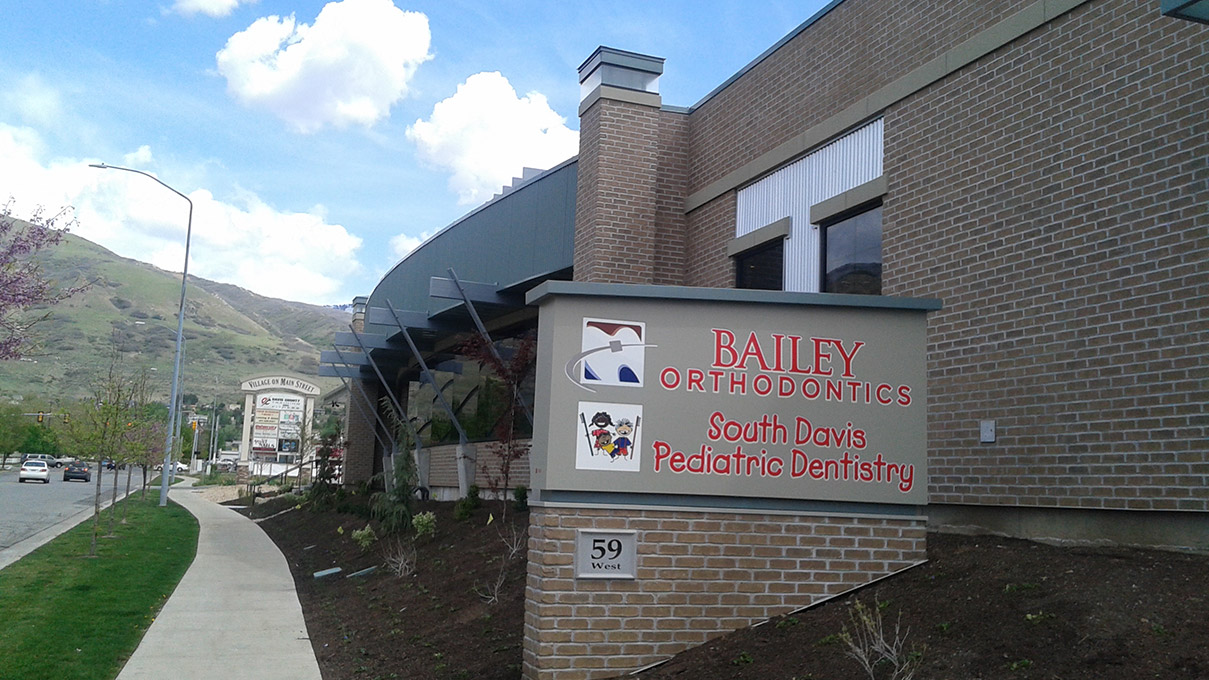 VILLAGE ON MAIN STREET
BAILEY
ORTHODONTICS
South Davis
Pediatric Dentistry
59
West